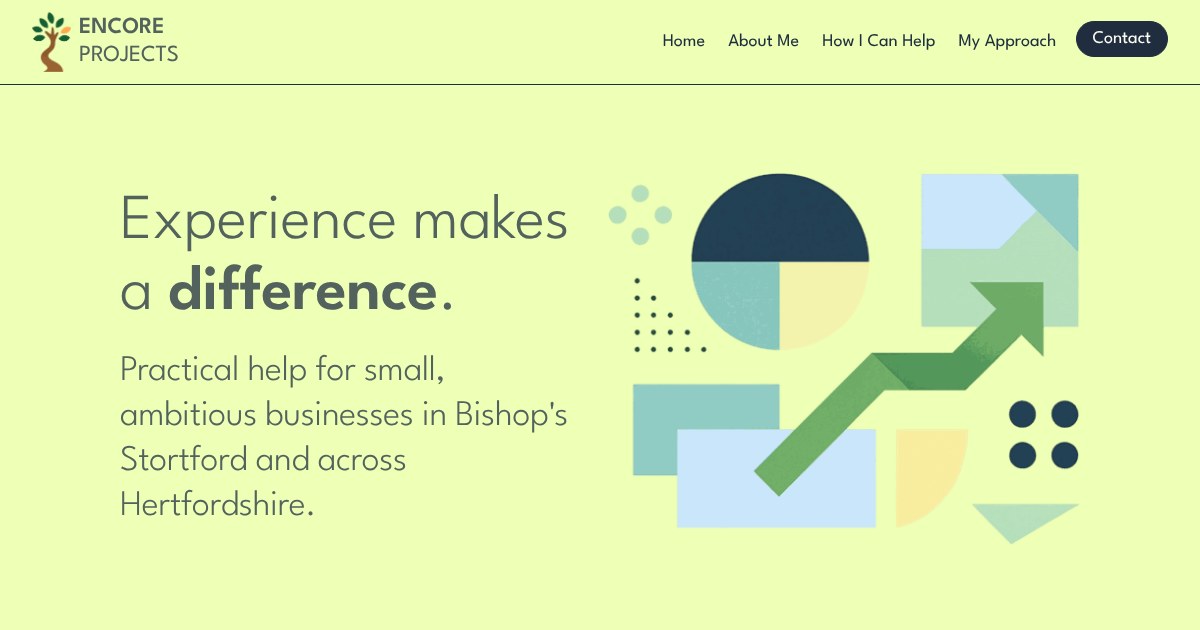 ENCORE
PROJECTS
Home About Me How I Can Help My Approach Contact
Experience makes
a difference.
Practical help for small,
ambitious businesses in Bishop's
Stortford and across
Hertfordshire.